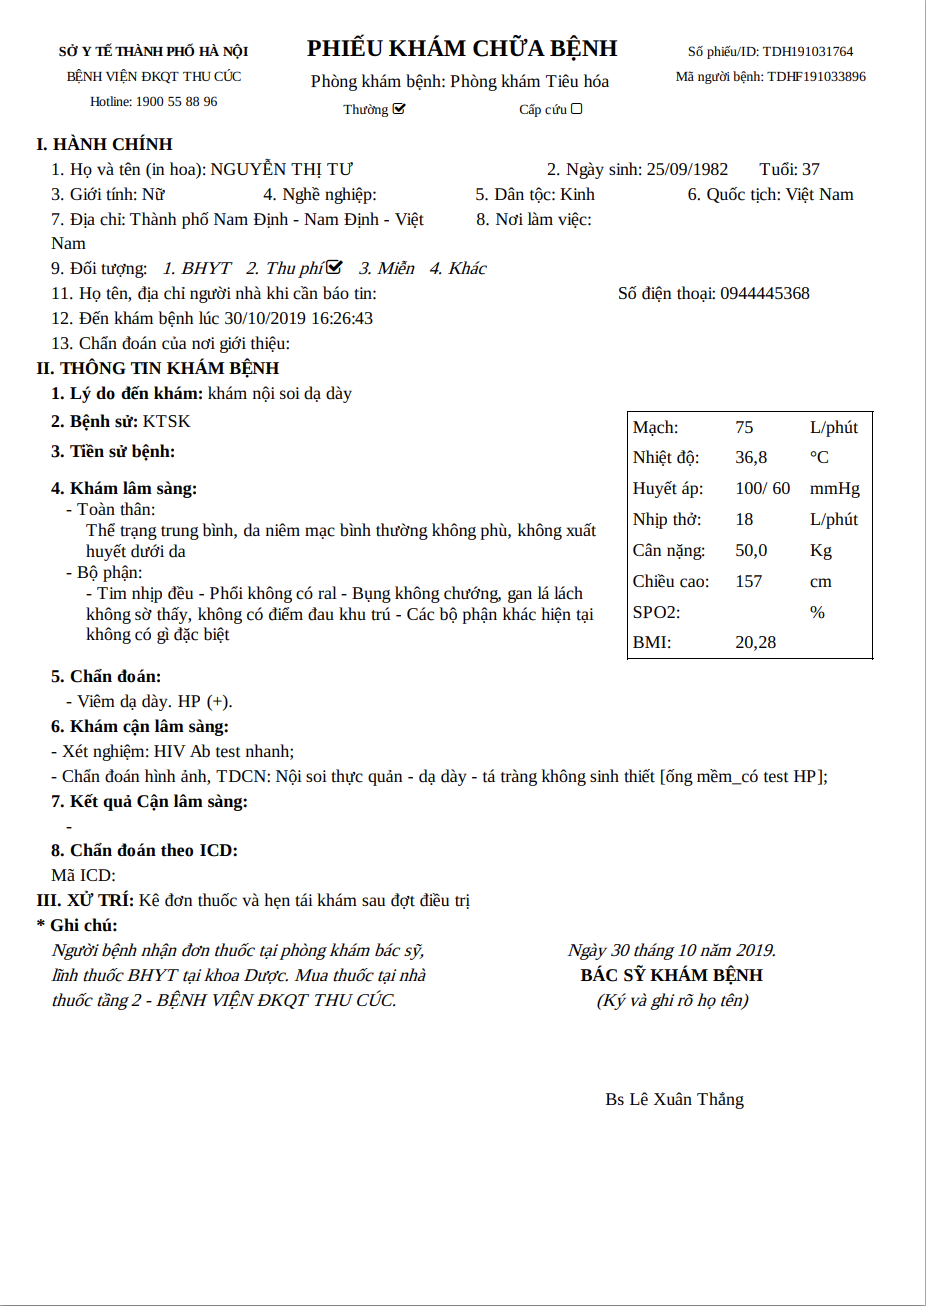 SỞ Y TẾ THÀNH PHỐ HÀ NỘI
BỆNH VIỆN ĐKQT THU CÚC
Hotline: 1900 55 88 96
PHIẾU KHÁM CHỮA BỆNH
Phòng khám bệnh: Phòng khám Tiêu hóa
Thường ☑ Cấp cứu ☐
Số phiếu/ID: TDH191031764
Mã người bệnh: TDHF191033896
I. HÀNH CHÍNH
1. Họ và tên (in hoa): NGUYỄN THỊ TƯ 2. Ngày sinh: 25/09/1982 Tuổi: 37
3. Giới tính: Nữ 4. Nghề nghiệp: 5. Dân tộc: Kinh 6. Quốc tịch: Việt Nam
7. Địa chỉ: Thành phố Nam Định - Nam Định - Việt 8. Nơi làm việc:
Nam
9. Đối tượng: 1. BHYT 2. Thu phí ☑ 3. Miễn 4. Khác
11. Họ tên, địa chỉ người nhà khi cần báo tin: Số điện thoại: 0944445368
12. Đến khám bệnh lúc 30/10/2019 16:26:43
13. Chẩn đoán của nơi giới thiệu:
II. THÔNG TIN KHÁM BỆNH
1. Lý do đến khám: khám nội soi dạ dày
2. Bệnh sử: KTSK
3. Tiền sử bệnh:
4. Khám lâm sàng:
- Toàn thân:
Thể trạng trung bình, da niêm mạc bình thường không phù, không xuất
huyết dưới da
- Bộ phận:
- Tim nhịp đều - Phổi không có ral - Bụng không chướng, gan lá lách
không sờ thấy, không có điểm đau khu trú - Các bộ phận khác hiện tại
không có gì đặc biệt
Mạch: 75 L/phút
Nhiệt độ: 36,8 °C
Huyết áp: 100/ 60 mmHg
Nhịp thở: 18 L/phút
Cân nặng: 50,0 Kg
Chiều cao: 157 cm
SPO2: %
BMI: 20,28
5. Chẩn đoán:
- Viêm dạ dày. HP (+).
6. Khám cận lâm sàng:
- Xét nghiệm: HIV Ab test nhanh;
- Chẩn đoán hình ảnh, TDCN: Nội soi thực quản - dạ dày - tá tràng không sinh thiết [ống mềm_có test HP];
7. Kết quả Cận lâm sàng:
-
8. Chẩn đoán theo ICD:
Mã ICD:
III. XỬ TRÍ: Kê đơn thuốc và hẹn tái khám sau đợt điều trị
* Ghi chú:
Người bệnh nhận đơn thuốc tại phòng khám bác sỹ,
lĩnh thuốc BHYT tại khoa Dược. Mua thuốc tại nhà
thuốc tầng 2 - BỆNH VIỆN ĐKQT THU CÚC.
Ngày 30 tháng 10 năm 2019.
BÁC SỸ KHÁM BỆNH
(Ký và ghi rõ họ tên)
Bs Lê Xuân Thắng